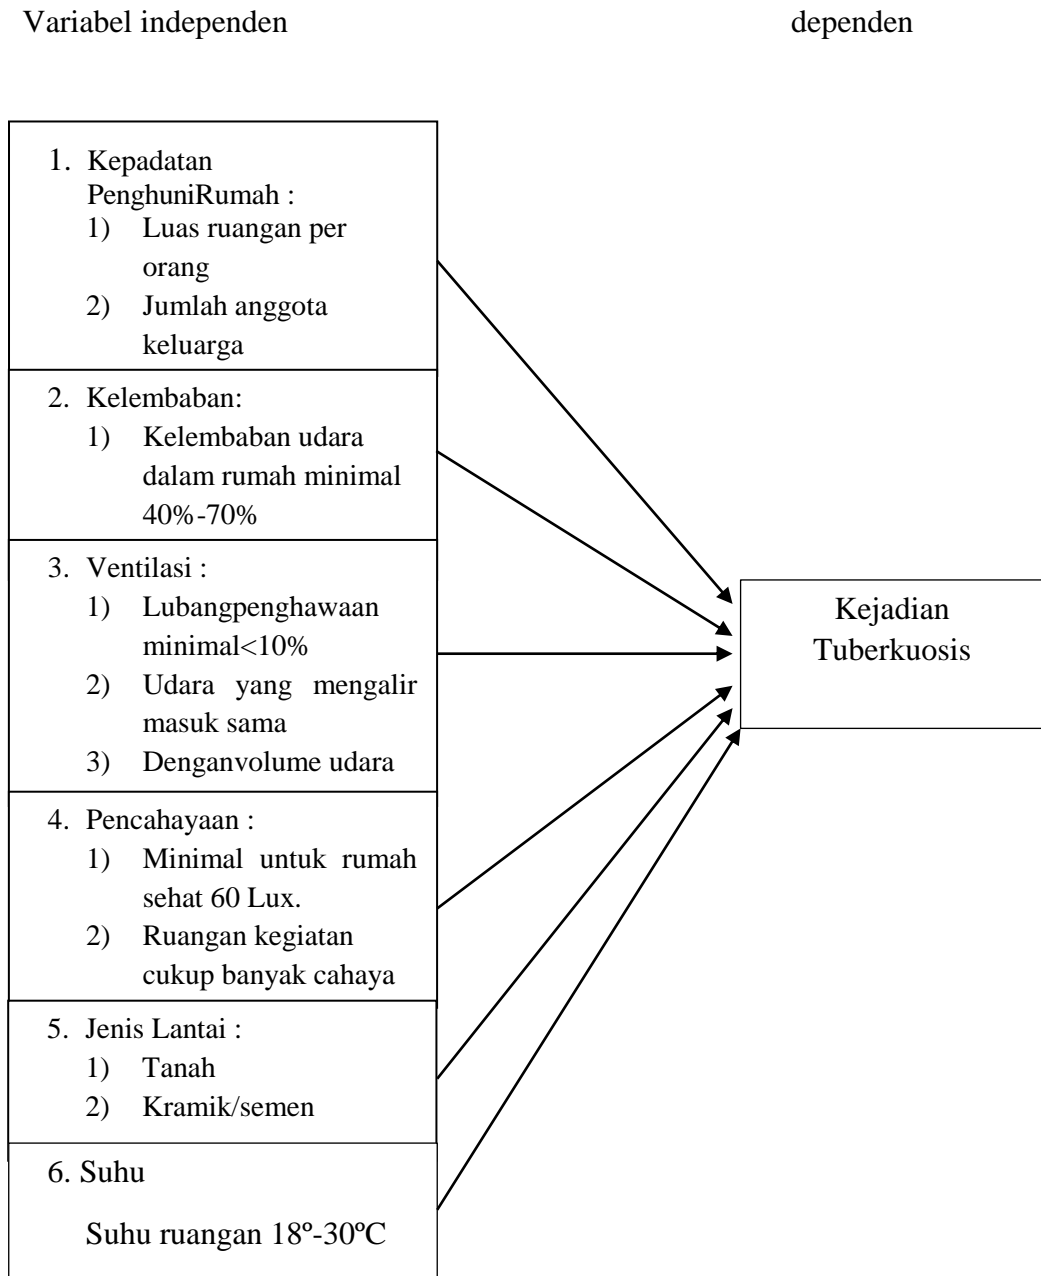 Variabel independen dependen
1. Kepadatan
PenghuniRumah :
1) Luas ruangan per
orang
2) Jumlah anggota
keluarga
2. Kelembaban:
1) Kelembaban udara
dalam rumah minimal
40%-70%
3. Ventilasi :
1) Lubangpenghawaan
minimal<10%
2) Udara yang mengalir
masuk sama
3) Denganvolume udara
4. Pencahayaan :
1) Minimal untuk rumah
sehat 60 Lux.
2) Ruangan kegiatan
cukup banyak cahaya
5. Jenis Lantai :
1) Tanah
2) Kramik/semen
6. Suhu
Suhu ruangan 18º-30ºC
Kejadian
Tuberkuosis